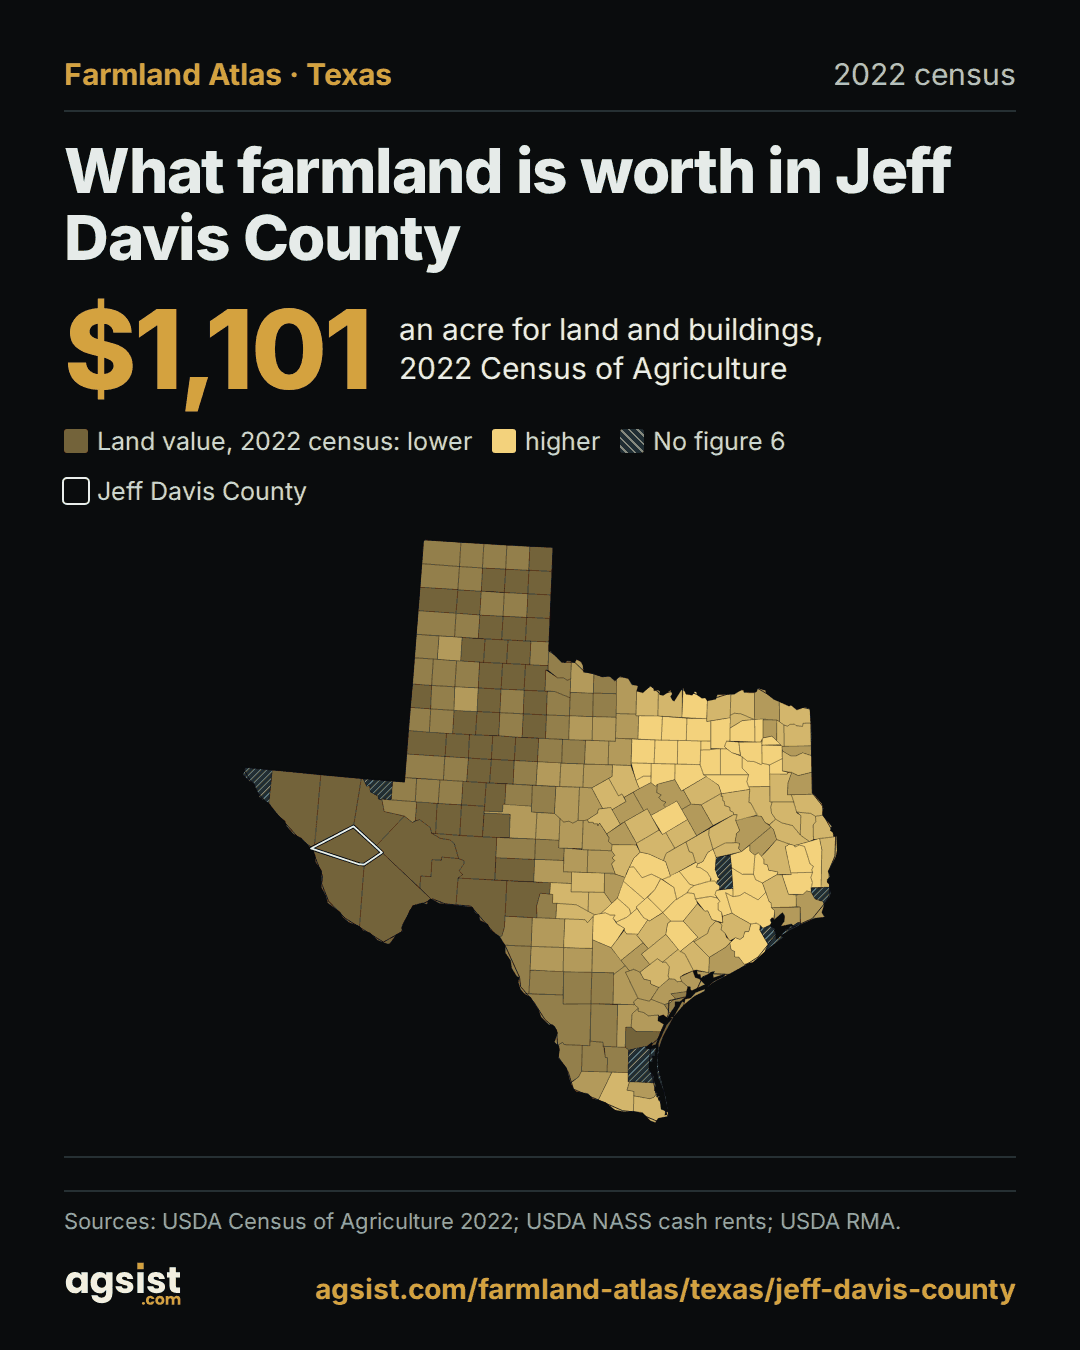 Farmland Atlas · Texas
2022 census
What farmland is worth in Jeff
Davis County
$1,101
an acre for land and buildings,
2022 Census of Agriculture
Land value, 2022 census: lower
higher
No figure 6
Jeff Davis County
Sources: USDA Census of Agriculture 2022; USDA NASS cash rents; USDA RMA.
agsist
.com
agsist.com/farmland-atlas/texas/jeff-davis-county